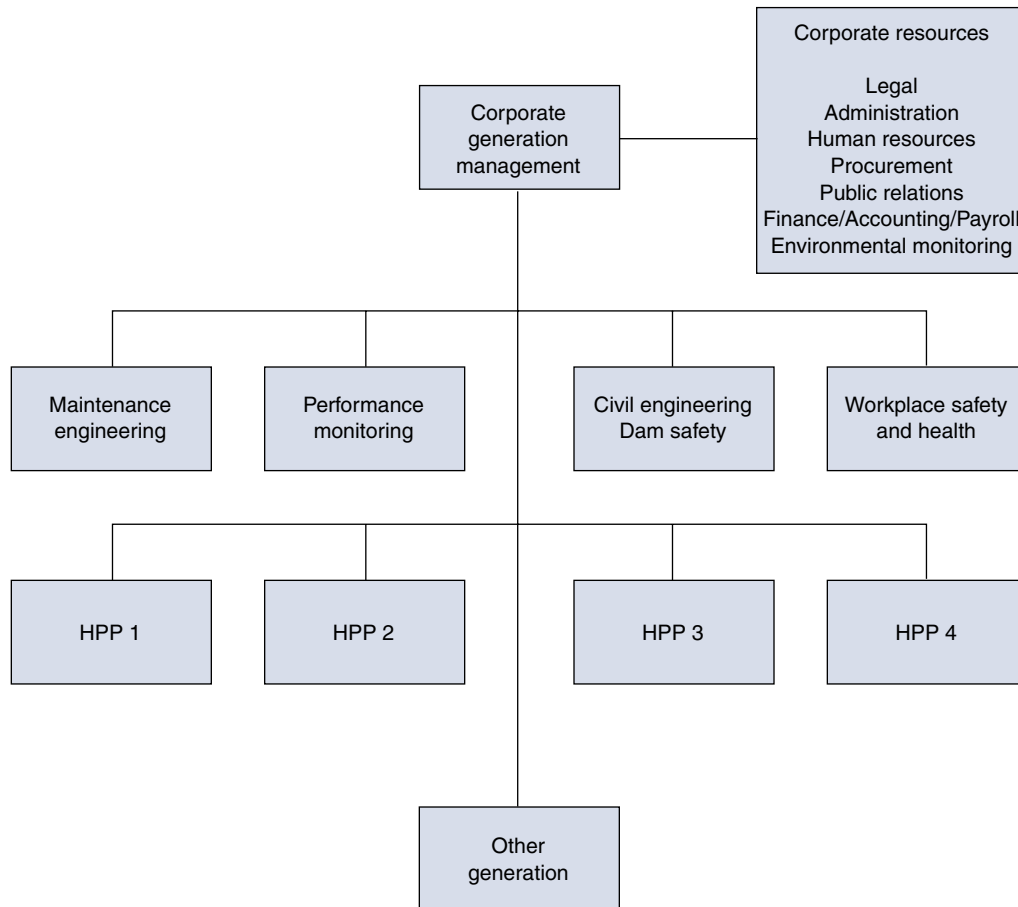 Corporate resources
Legal
Administration
Human resources
Procurement
Public relations
Finance/Accounting/Payroll
Environmental monitoring
Corporate
generation
management
Maintenance
engineering
Performance
monitoring
Civil engineering
Dam safety
Workplace safety
and health
HPP 1
HPP 2
HPP 3
HPP 4
Other
generation